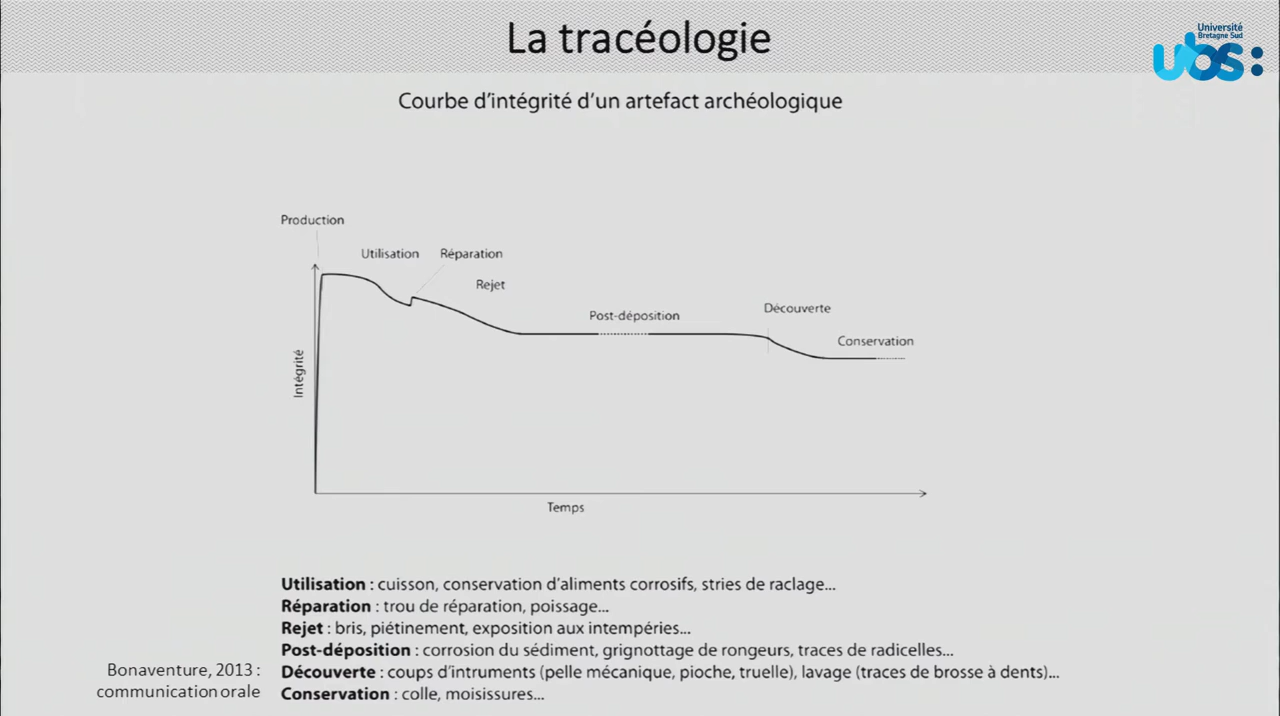 La tracéologie
Université
Bretagne Sud
ubs:
Courbe d'intégrité d'un artefact archéologique
Production
Utilisation
Réparation
Rejet
Post-déposition
Découverte
Conservation
Intégrité
Temps
Utilisation : cuisson, conservation d'aliments corrosifs, stries de raclage...
Réparation : trou de réparation, poissage...
Rejet : bris, piétinement, exposition aux intempéries...
Post-déposition : corrosion du sédiment, grignottage de rongeurs, traces de radicelles...
Découverte : coups d'intruments (pelle mécanique, pioche, truelle), lavage (traces de brosse à dents)...
Conservation : colle, moisissures...
Bonaventure, 2013 :
communication orale